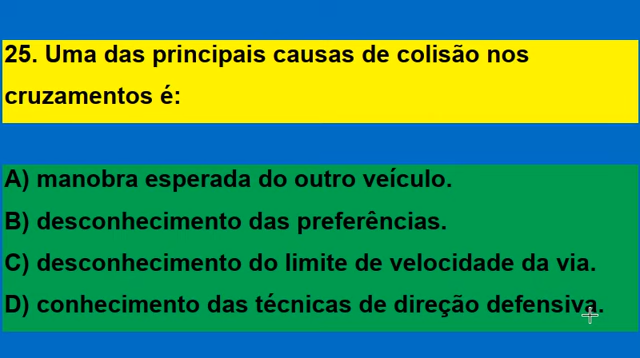 25. Uma das principais causas de colisão nos
cruzamentos é:
A) manobra esperada do outro veículo.
B) desconhecimento das preferências.
C) desconhecimento do limite de velocidade da via.
D) conhecimento das técnicas de direção defensiva.